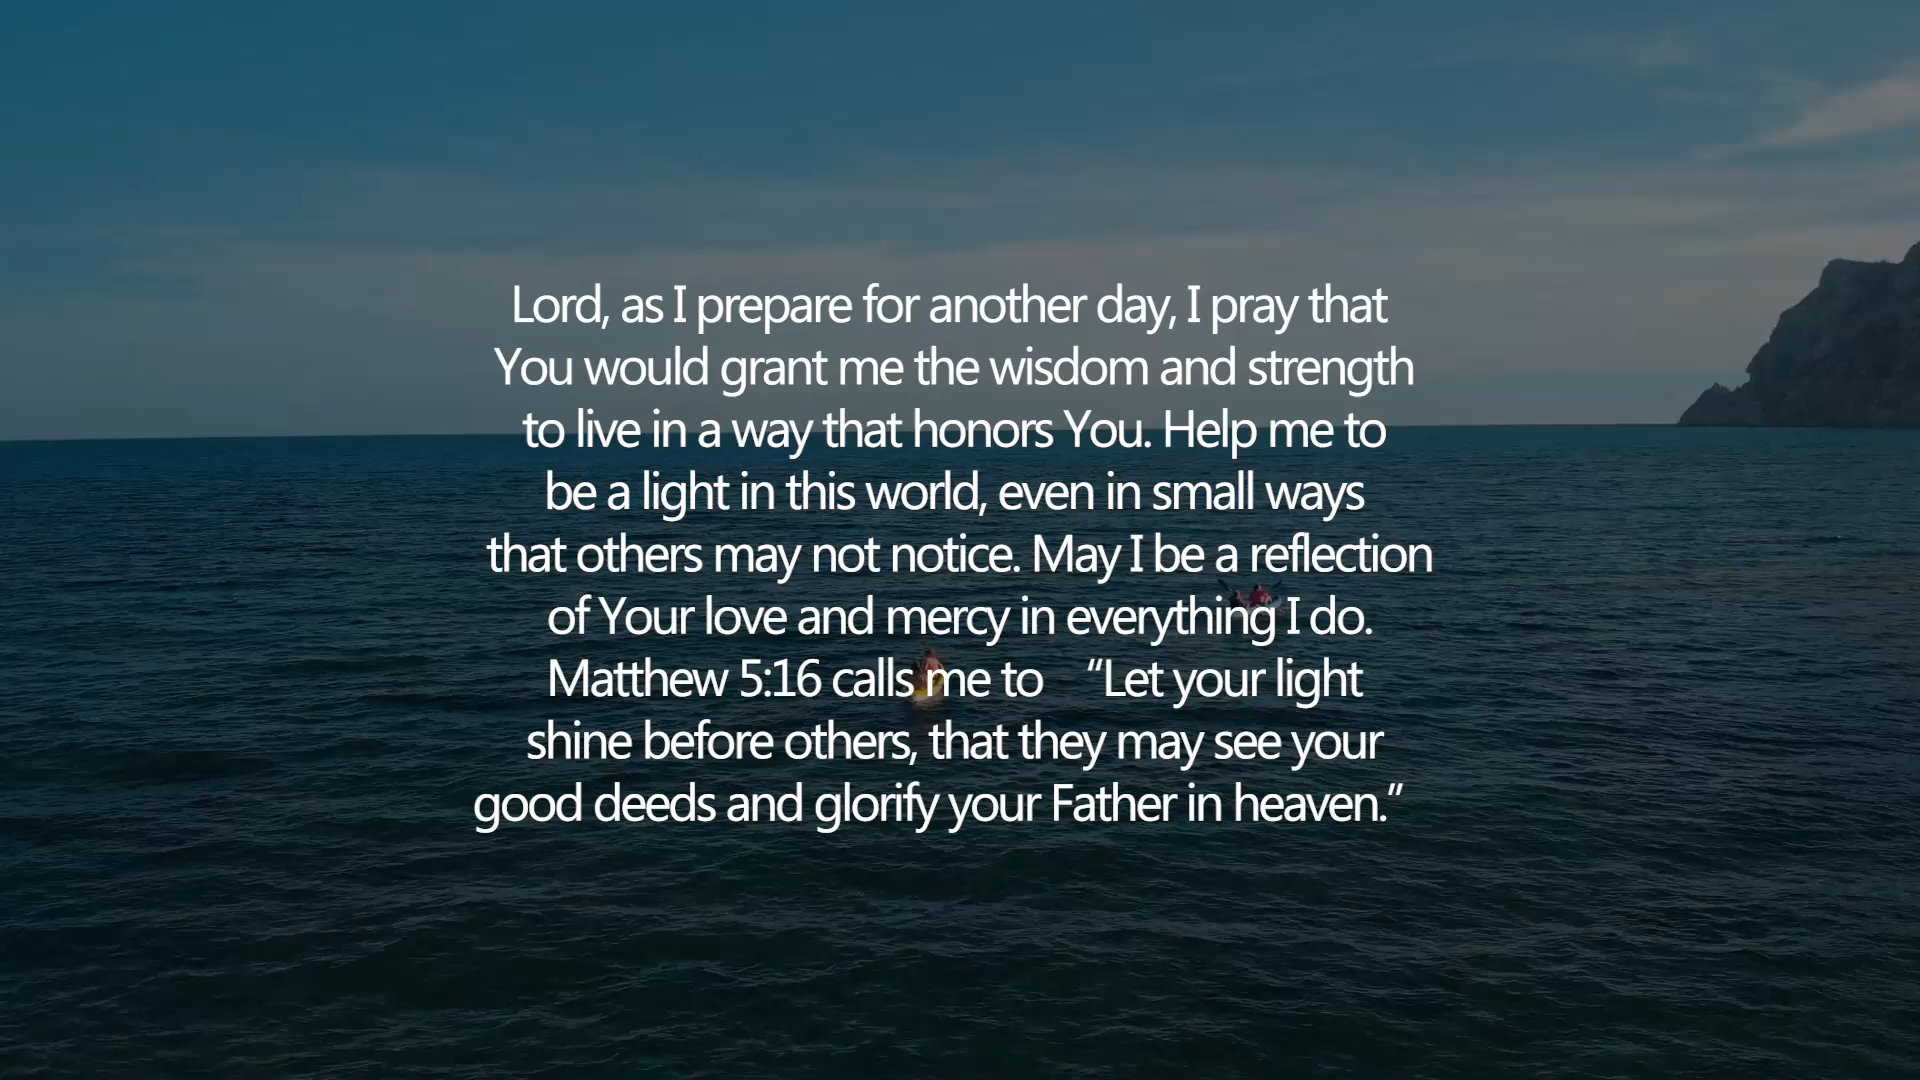 Lord, as I prepare for another day, I pray that
You would grant me the wisdom and strength
to live in a way that honors You. Help me to
be a light in this world, even in small ways
that others may not notice. May I be a reflection
of Your love and mercy in everything I do.
Matthew 5:16 calls me to “Let your light
shine before others, that they may see your
good deeds and glorify your Father in heaven.”